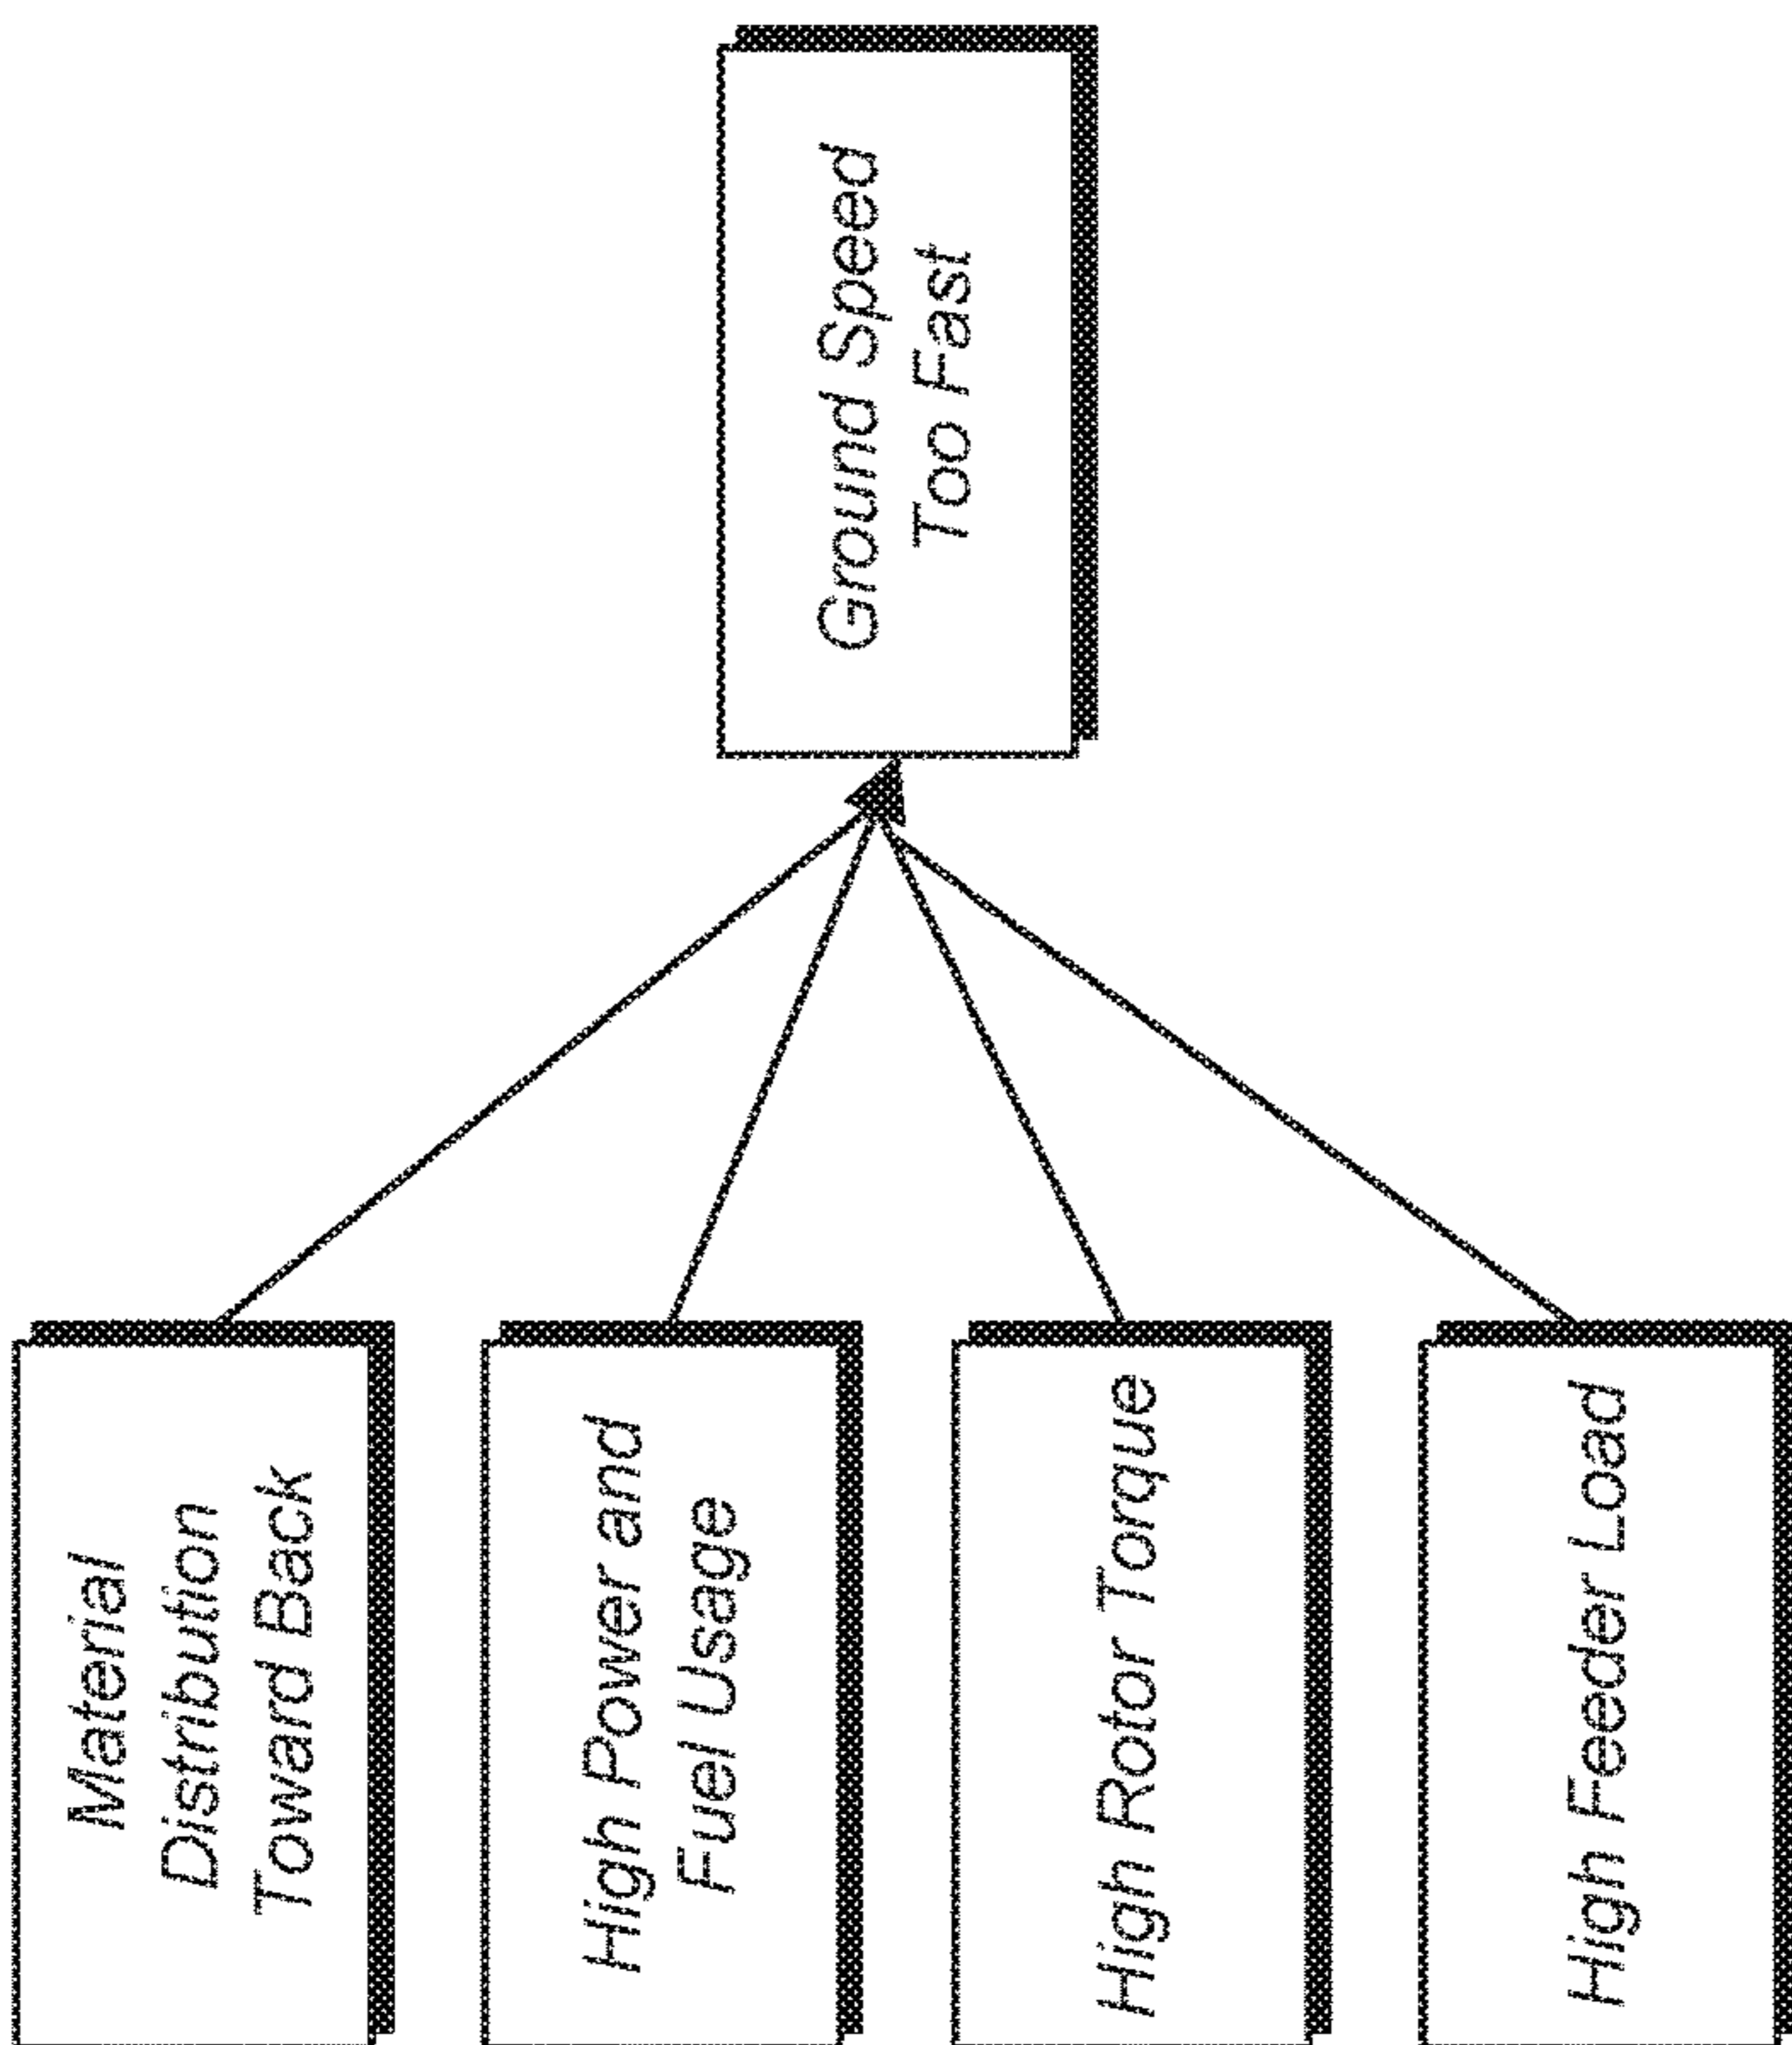 Material
Distribution
Toward Back
High Power and
Fuel Usage
High Rotor Torque
High Feeder Load
Ground Speed
Too Fast